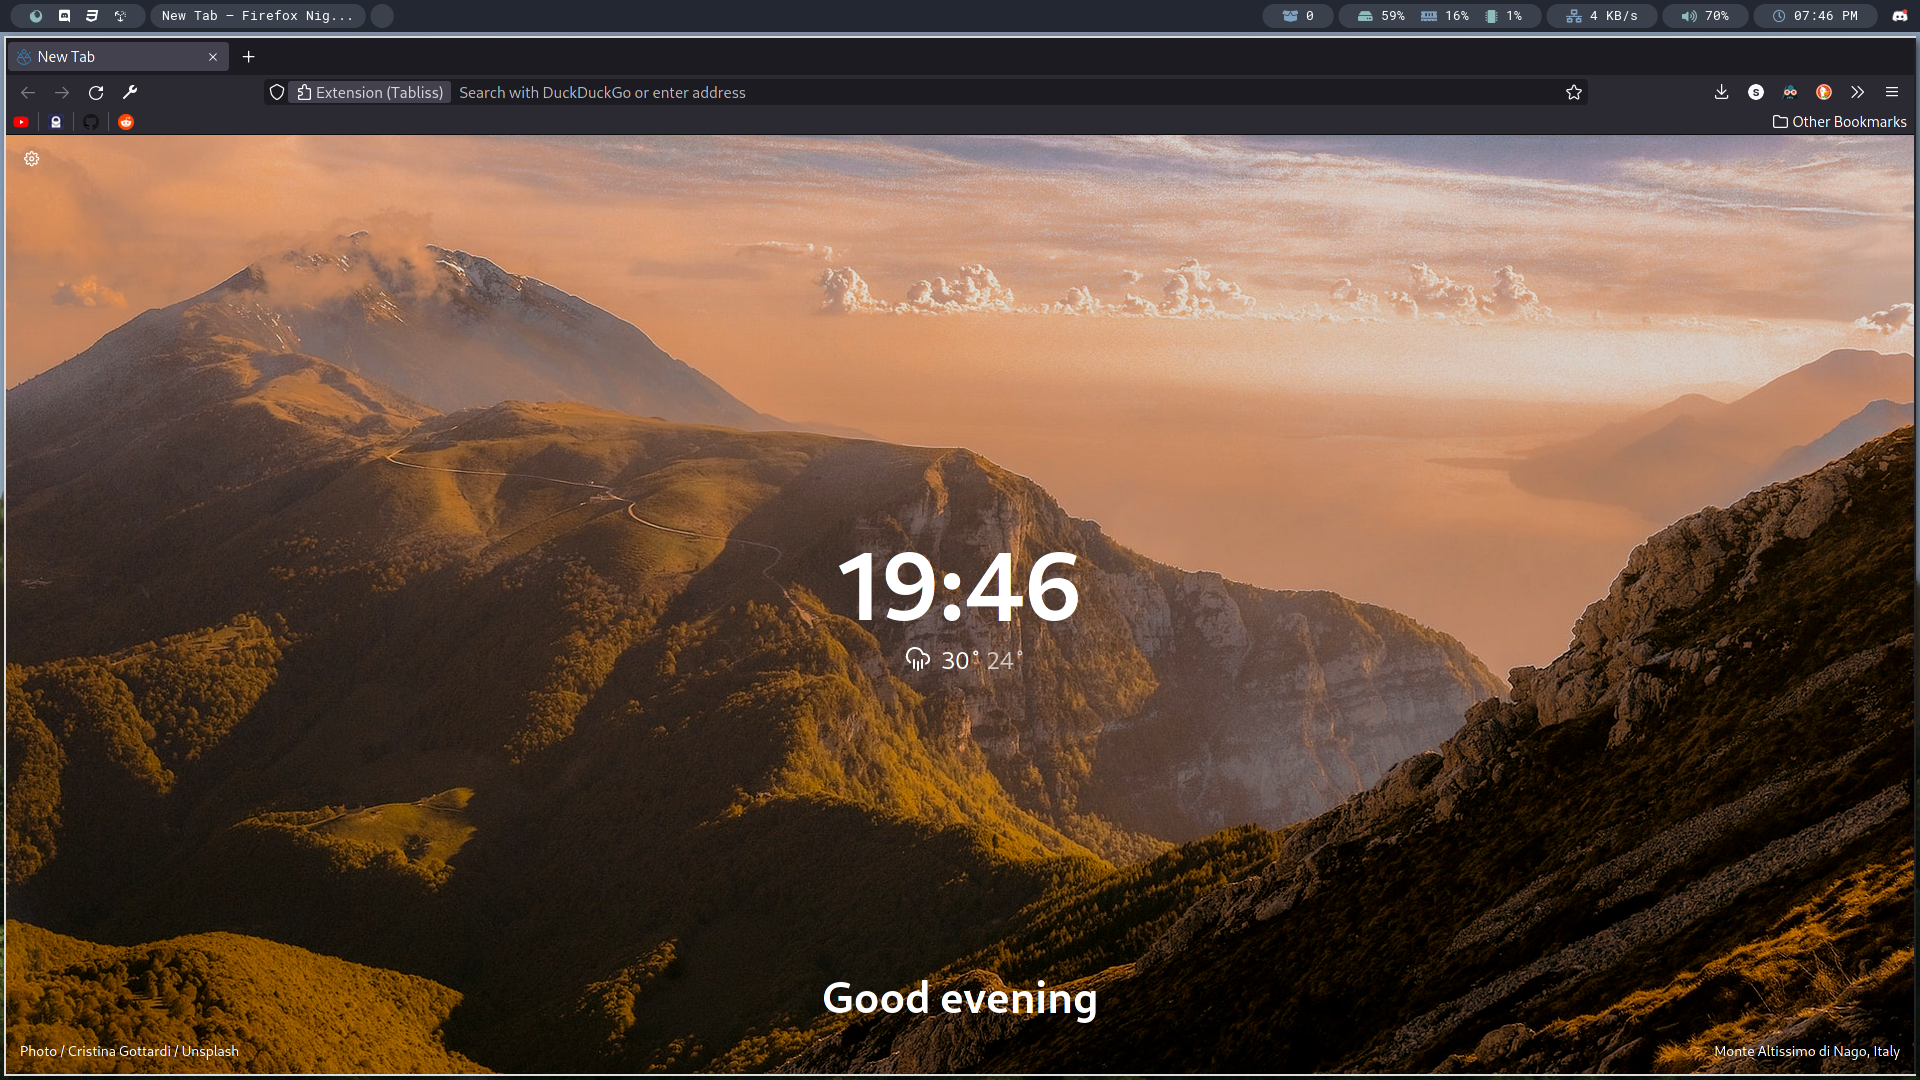 New Tab — Firefox Nig...
0
59%
16%
1%
4 KB/s
70%
07:46 PM
New Tab
Extension (Tabliss)
Search with DuckDuckGo or enter address
S
Other Bookmarks
19:46
30° 24°
Good evening
Photo / Cristina Gottardi / Unsplash
Monte Altissimo di Nago, Italy